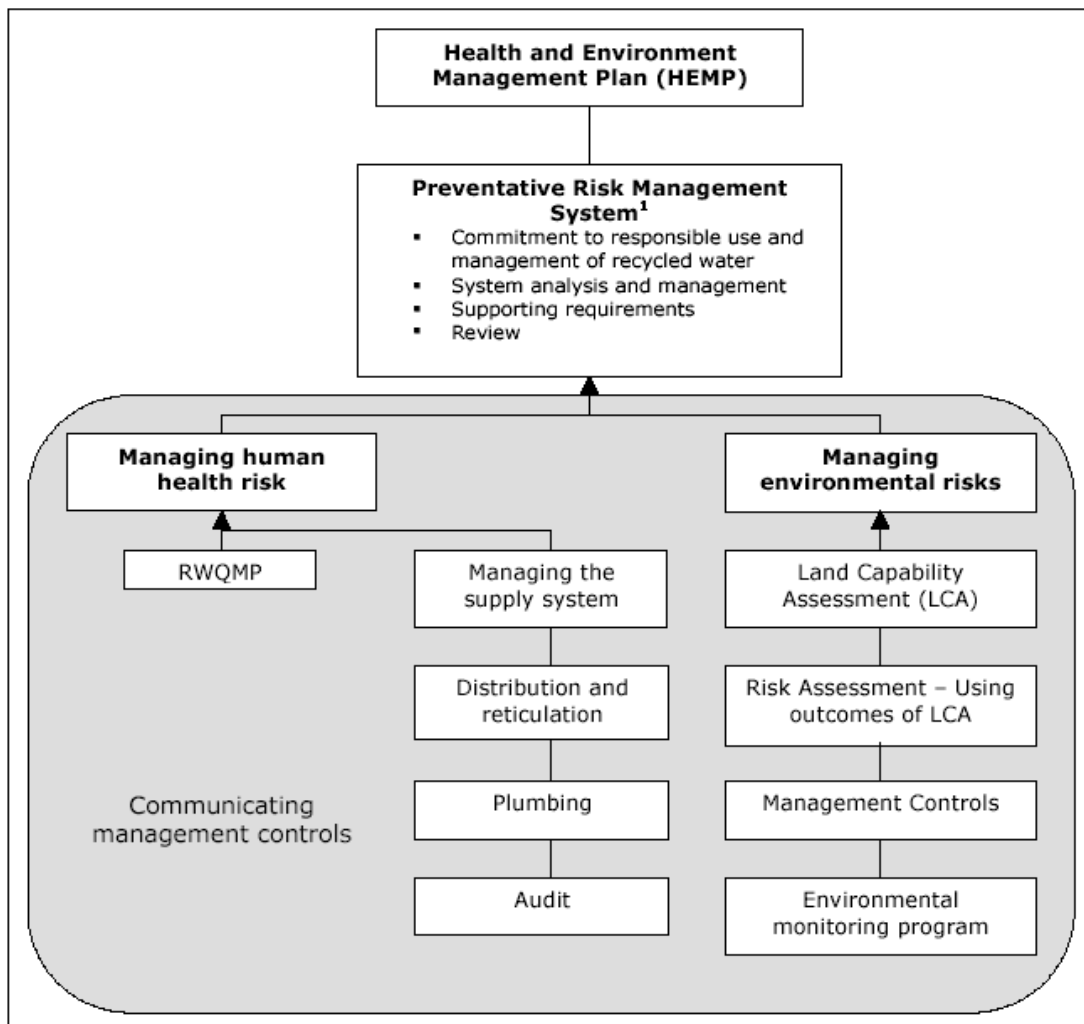 Health and Environment
Management Plan (HEMP)
Preventative Risk Management
System¹
▪ Commitment to responsible use and
management of recycled water
▪ System analysis and management
▪ Supporting requirements
▪ Review
Managing human
health risk
Managing
environmental risks
RWQMP
Managing the
supply system
Land Capability
Assessment (LCA)
Distribution and
reticulation
Risk Assessment – Using
outcomes of LCA
Communicating
management controls
Plumbing
Management Controls
Audit
Environmental
monitoring program